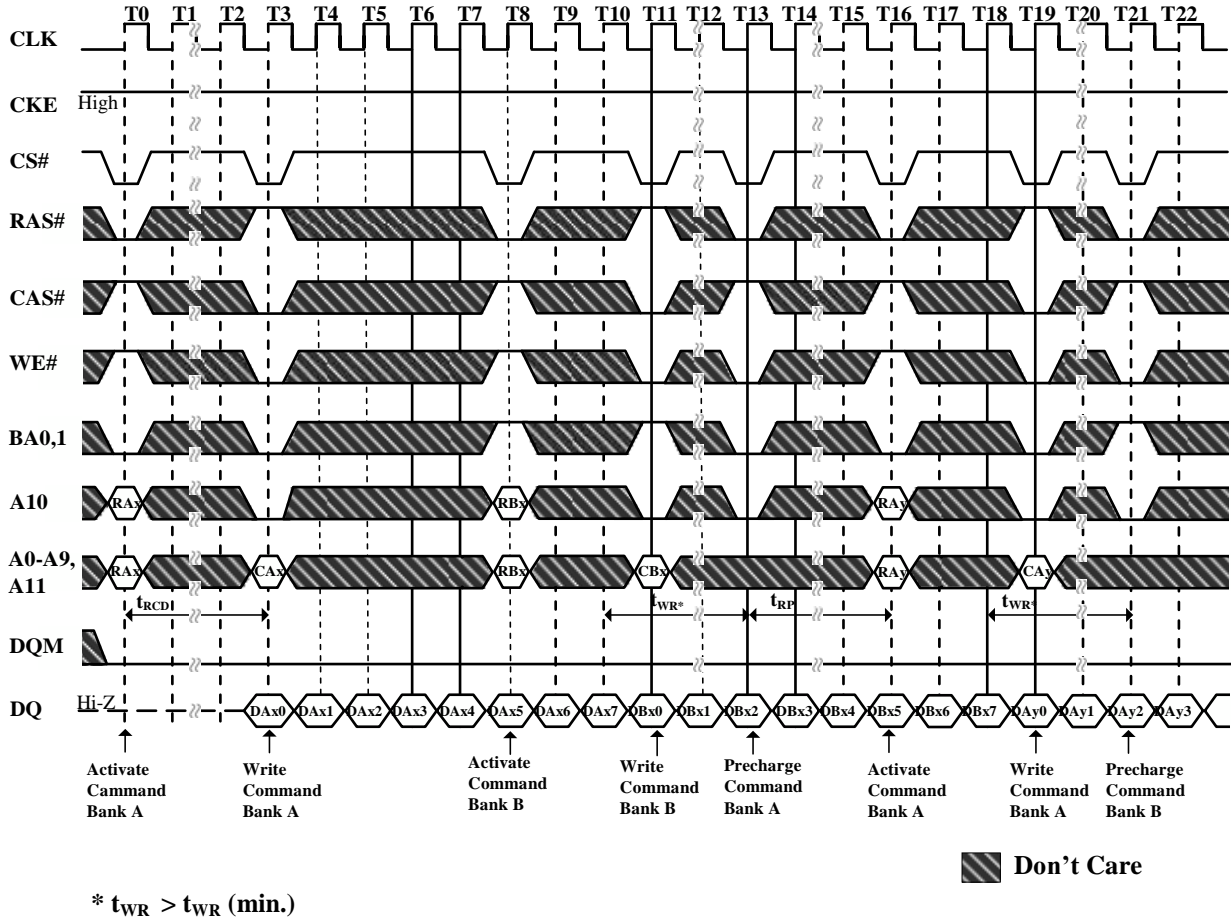 T0 T1 T2 T3 T4 T5 T6 T7 T8 T9 T10 T11 T12 T13 T14 T15 T16 T17 T18 T19 T20 T21 T22
CLK
CKE High
CS#
RAS#
CAS#
WE#
BA0,1
A10 RAx RBx RAy
A0-A9,
A11 RAx CAx RBx CBx RAy CAy
tRCD tWR* tRP tWR*
DQM
DQ Hi-Z DAx0 DAx1 DAx2 DAx3 DAx4 DAx5 DAx6 DAx7 DBx0 DBx1 DBx2 DBx3 DBx4 DBx5 DBx6 DBx7 DAy0 DAy1 DAy2 DAy3
Activate
Cammand
Bank A
Write
Command
Bank A
Activate
Command
Bank B
Write
Command
Bank B
Precharge
Command
Bank A
Activate
Command
Bank A
Write
Command
Bank A
Precharge
Command
Bank B
Don't Care
* tWR > tWR (min.)